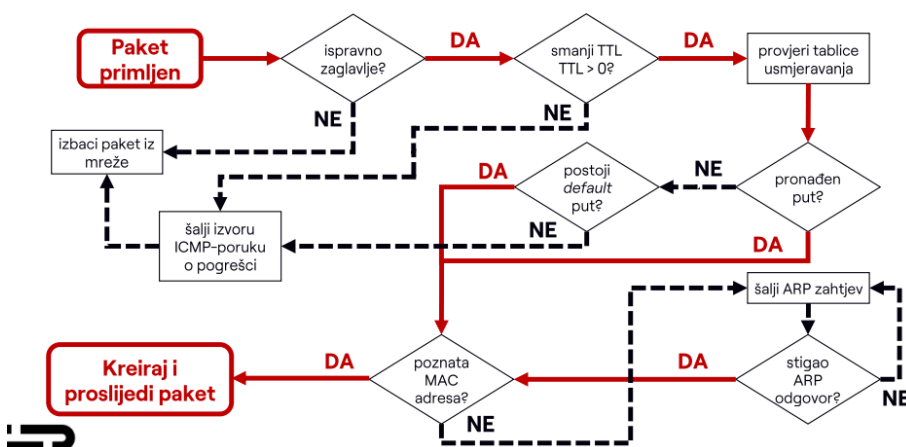 Paket
primljen
ispravno
zaglavlje?
DA
smanji TTL
TTL > 0?
DA
provjeri tablice
usmjeravanja
NE
NE
izbaci paket iz
mreže
DA
postoji
default
put?
NE
pronađen
put?
šalji izvoru
ICMP-poruku
o pogrešci
NE
DA
šalji ARP zahtjev
Kreiraj i
proslijedi paket
DA
poznata
MAC
adresa?
DA
stigao
ARP
odgovor?
NE
NE